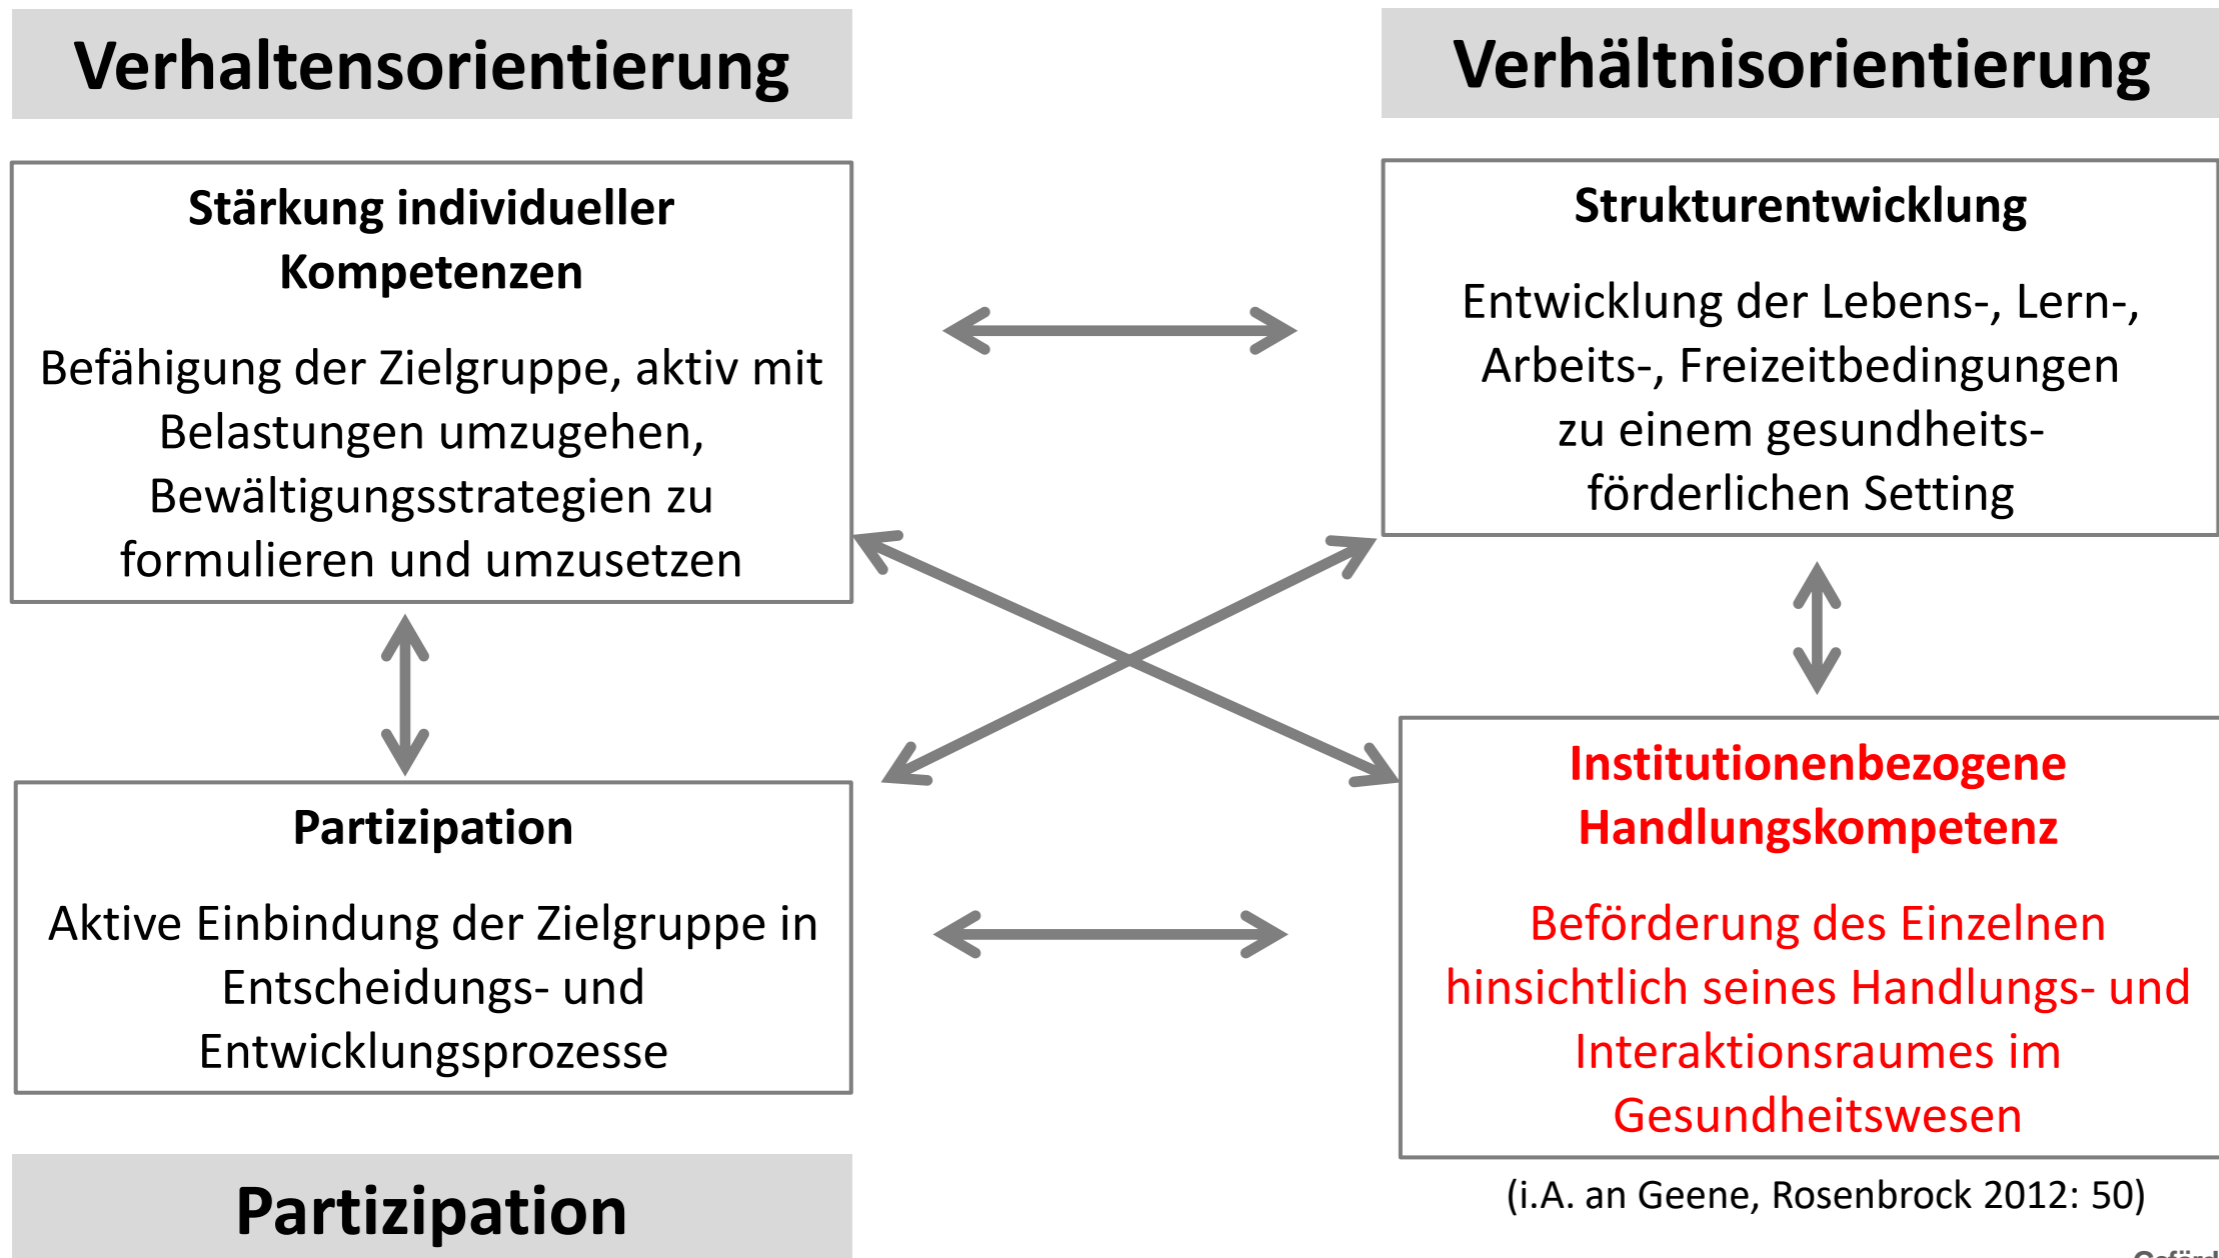 Verhaltensorientierung
Verhältnisorientierung
Stärkung individueller
Kompetenzen
Befähigung der Zielgruppe, aktiv mit
Belastungen umzugehen,
Bewältigungsstrategien zu
formulieren und umzusetzen
Strukturentwicklung
Entwicklung der Lebens-, Lern-,
Arbeits-, Freizeitbedingungen
zu einem gesundheits-
förderlichen Setting
Partizipation
Aktive Einbindung der Zielgruppe in
Entscheidungs- und
Entwicklungsprozesse
Institutionenbezogene
Handlungskompetenz
Beförderung des Einzelnen
hinsichtlich seines Handlungs- und
Interaktionsraumes im
Gesundheitswesen
Partizipation
(i.A. an Geene, Rosenbrock 2012: 50)